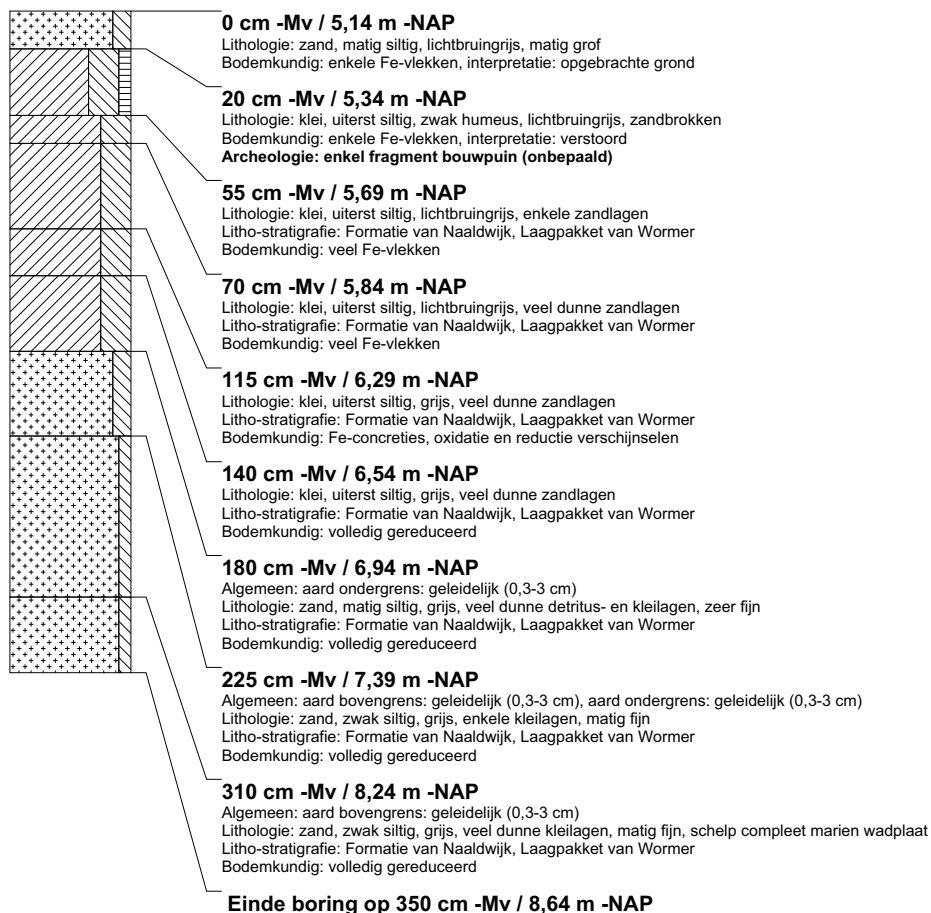 0 cm -Mv / 5,14 m -NAP
Lithologie: zand, matig siltig, lichtbruingrijs, matig grof
Bodemkundig: enkele Fe-vlekken, interpretatie: opgebrachte grond
20 cm -Mv / 5,34 m -NAP
Lithologie: klei, uiterst siltig, zwak humeus, lichtbruingrijs, zandbrokken
Bodemkundig: enkele Fe-vlekken, interpretatie: verstoord
Archeologie: enkel fragment bouwpuin (onbepaald)
55 cm -Mv / 5,69 m -NAP
Lithologie: klei, uiterst siltig, lichtbruingrijs, enkele zandlagen
Litho-stratigrafie: Formatie van Naaldwijk, Laagpakket van Wormer
Bodemkundig: veel Fe-vlekken
70 cm -Mv / 5,84 m -NAP
Lithologie: klei, uiterst siltig, lichtbruingrijs, veel dunne zandlagen
Litho-stratigrafie: Formatie van Naaldwijk, Laagpakket van Wormer
Bodemkundig: veel Fe-vlekken
115 cm -Mv / 6,29 m -NAP
Lithologie: klei, uiterst siltig, grijs, veel dunne zandlagen
Litho-stratigrafie: Formatie van Naaldwijk, Laagpakket van Wormer
Bodemkundig: Fe-concreties, oxidatie en reductie verschijnselen
140 cm -Mv / 6,54 m -NAP
Lithologie: klei, uiterst siltig, grijs, veel dunne zandlagen
Litho-stratigrafie: Formatie van Naaldwijk, Laagpakket van Wormer
Bodemkundig: volledig gereduceerd
180 cm -Mv / 6,94 m -NAP
Algemeen: aard ondergrens: geleidelijk (0,3-3 cm)
Lithologie: zand, matig siltig, grijs, veel dunne detritus- en kleilagen, zeer fijn
Litho-stratigrafie: Formatie van Naaldwijk, Laagpakket van Wormer
Bodemkundig: volledig gereduceerd
225 cm -Mv / 7,39 m -NAP
Algemeen: aard bovengrens: geleidelijk (0,3-3 cm), aard ondergrens: geleidelijk (0,3-3 cm)
Lithologie: zand, zwak siltig, grijs, enkele kleilagen, matig fijn
Litho-stratigrafie: Formatie van Naaldwijk, Laagpakket van Wormer
Bodemkundig: volledig gereduceerd
310 cm -Mv / 8,24 m -NAP
Algemeen: aard bovengrens: geleidelijk (0,3-3 cm)
Lithologie: zand, zwak siltig, grijs, veel dunne kleilagen, matig fijn, schelp compleet marien wadplaat
Litho-stratigrafie: Formatie van Naaldwijk, Laagpakket van Wormer
Bodemkundig: volledig gereduceerd
Einde boring op 350 cm -Mv / 8,64 m -NAP